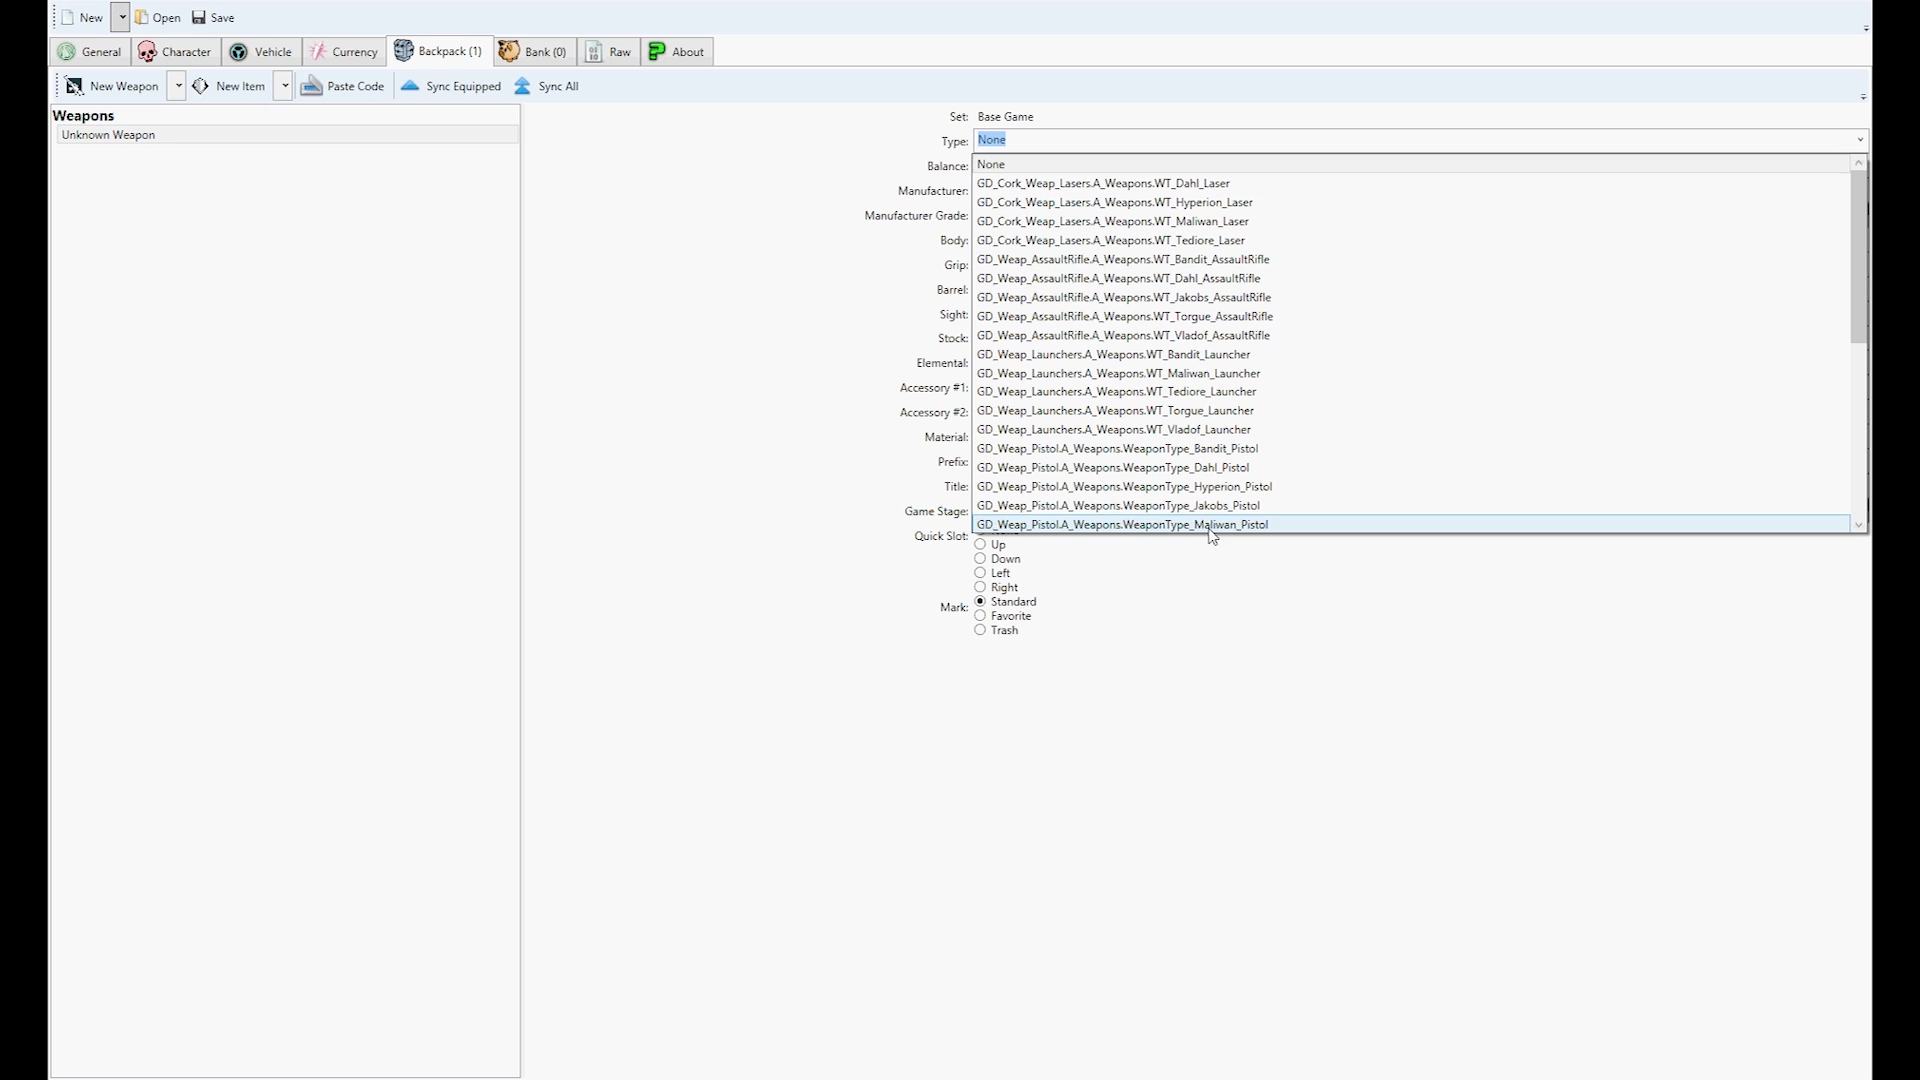 New Open Save
General Character Vehicle Currency Backpack (1) Bank (0) Raw About
New Weapon New Item Paste Code Sync Equipped Sync All
Weapons
Unknown Weapon
Set: Base Game
Type: None
Balance: None
Manufacturer: GD_Cork_Weap_Lasers.A_Weapons.WT_Dahl_Laser
GD_Cork_Weap_Lasers.A_Weapons.WT_Hyperion_Laser
Manufacturer Grade: GD_Cork_Weap_Lasers.A_Weapons.WT_Maliwan_Laser
Body: GD_Cork_Weap_Lasers.A_Weapons.WT_Tediore_Laser
Grip: GD_Weap_AssaultRifle.A_Weapons.WT_Bandit_AssaultRifle
GD_Weap_AssaultRifle.A_Weapons.WT_Dahl_AssaultRifle
Barrel: GD_Weap_AssaultRifle.A_Weapons.WT_Jakobs_AssaultRifle
Sight: GD_Weap_AssaultRifle.A_Weapons.WT_Torgue_AssaultRifle
Stock: GD_Weap_AssaultRifle.A_Weapons.WT_Vladof_AssaultRifle
Elemental: GD_Weap_Launchers.A_Weapons.WT_Bandit_Launcher
GD_Weap_Launchers.A_Weapons.WT_Maliwan_Launcher
Accessory #1: GD_Weap_Launchers.A_Weapons.WT_Tediore_Launcher
Accessory #2: GD_Weap_Launchers.A_Weapons.WT_Torgue_Launcher
Material: GD_Weap_Launchers.A_Weapons.WT_Vladof_Launcher
GD_Weap_Pistol.A_Weapons.WeaponType_Bandit_Pistol
Prefix: GD_Weap_Pistol.A_Weapons.WeaponType_Dahl_Pistol
Title: GD_Weap_Pistol.A_Weapons.WeaponType_Hyperion_Pistol
Game Stage: GD_Weap_Pistol.A_Weapons.WeaponType_Jakobs_Pistol
Quick Slot: GD_Weap_Pistol.A_Weapons.WeaponType_Maliwan_Pistol
Up
Down
Left
Right
Mark: Standard
Favorite
Trash